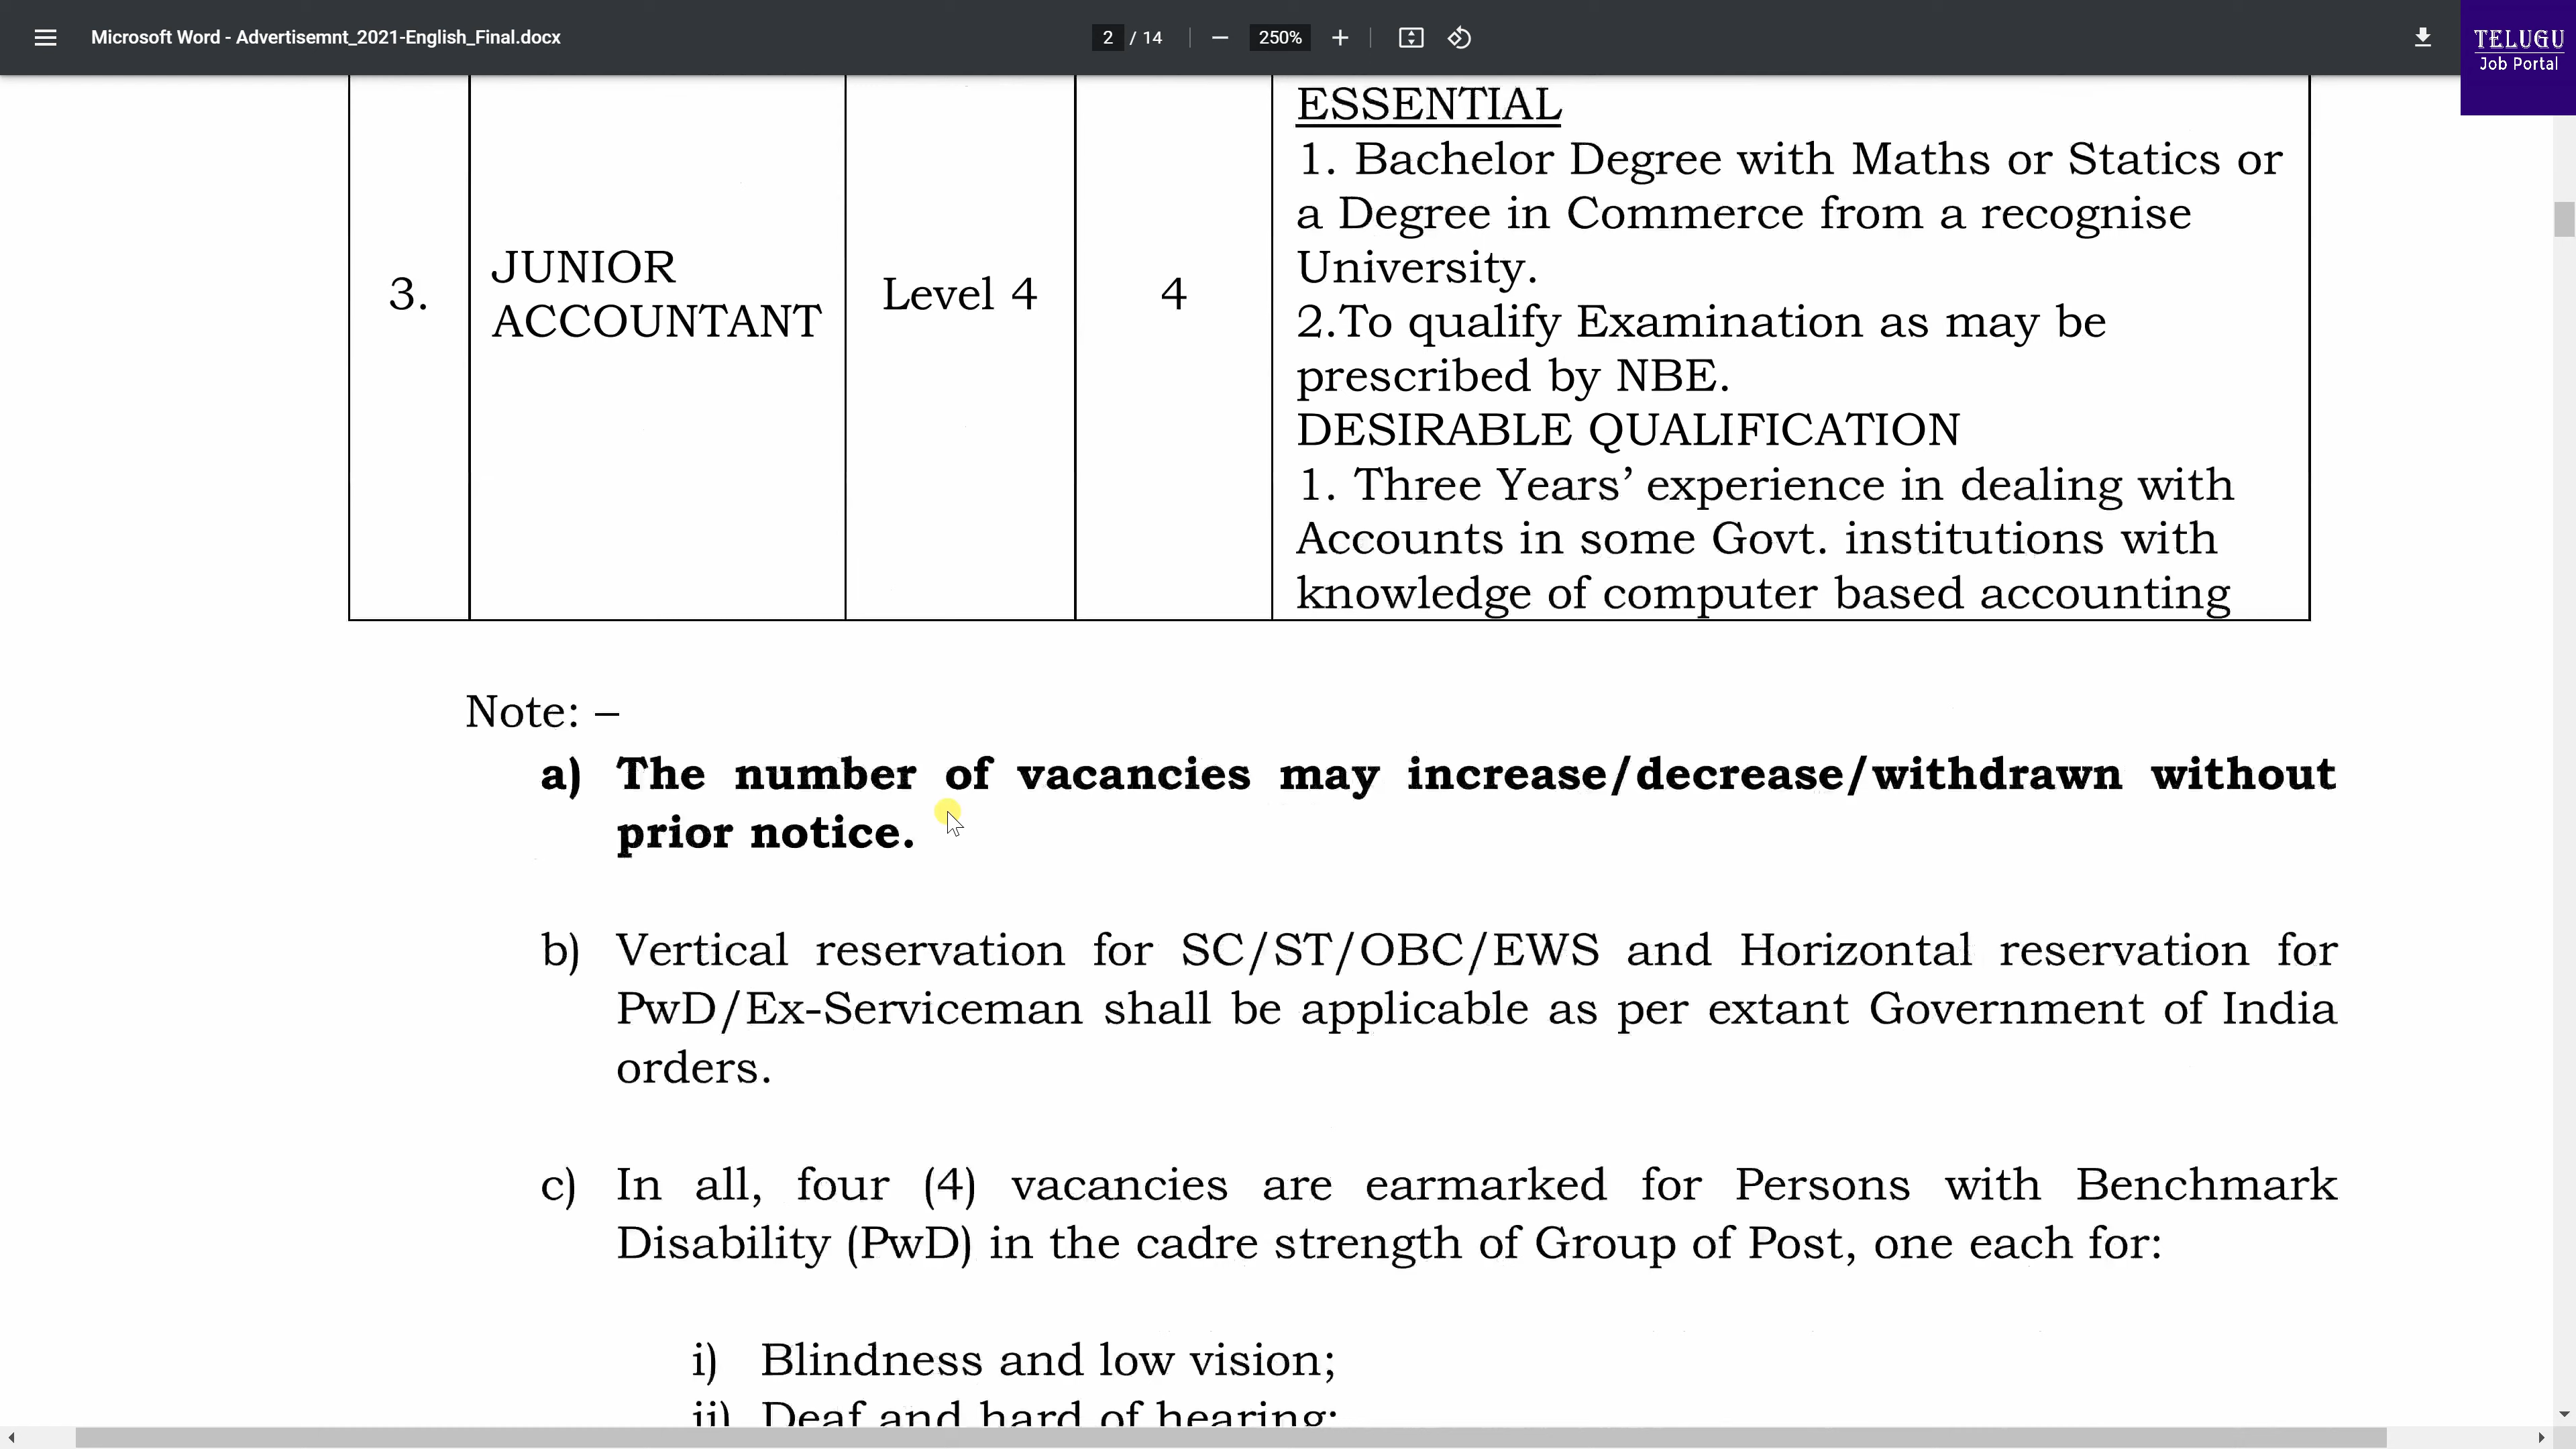 Microsoft Word - Advertisemnt_2021-English_Final.docx
2 / 14
250%
TELUGU
Job Portal
3.
JUNIOR
ACCOUNTANT
Level 4
4
ESSENTIAL
1. Bachelor Degree with Maths or Statics or
a Degree in Commerce from a recognise
University.
2.To qualify Examination as may be
prescribed by NBE.
DESIRABLE QUALIFICATION
1. Three Years’ experience in dealing with
Accounts in some Govt. institutions with
knowledge of computer based accounting
Note: –
a) The number of vacancies may increase/decrease/withdrawn without
prior notice.
b) Vertical reservation for SC/ST/OBC/EWS and Horizontal reservation for
PwD/Ex-Serviceman shall be applicable as per extant Government of India
orders.
c) In all, four (4) vacancies are earmarked for Persons with Benchmark
Disability (PwD) in the cadre strength of Group of Post, one each for:
i) Blindness and low vision;
ii) Deaf and hard of hearing;